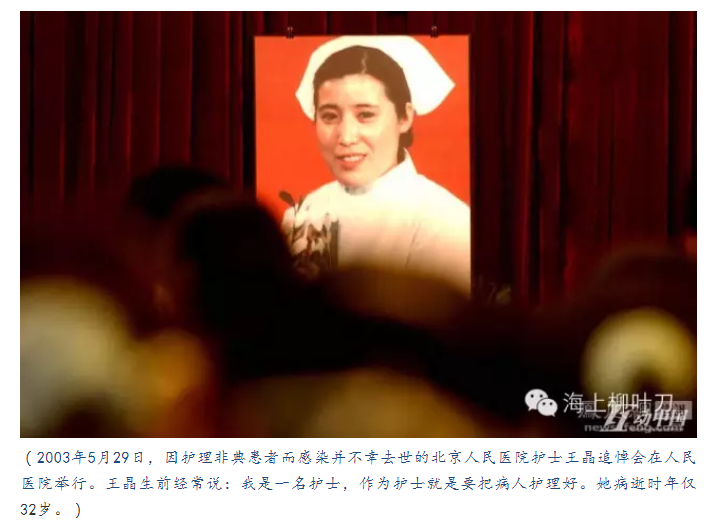 海上柳叶刀
互动中国
（2003年5月29日，因护理非典患者而感染并不幸去世的北京人民医院护士王晶追悼会在人民
医院举行。王晶生前经常说：我是一名护士，作为护士就是要把病人护理好。她病逝时年仅
32岁。）